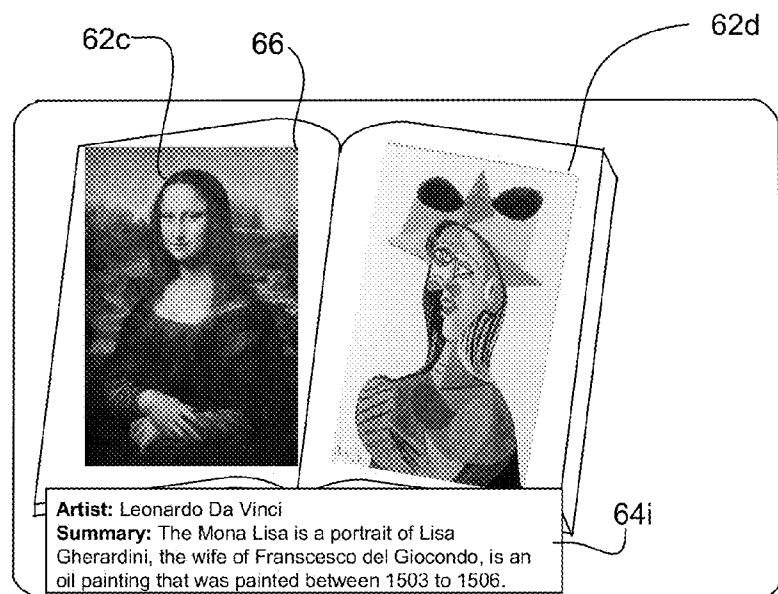 62c
66
62d
Artist: Leonardo Da Vinci
Summary: The Mona Lisa is a portrait of Lisa
Gherardini, the wife of Franscesco del Giocondo, is an
oil painting that was painted between 1503 to 1506.
64i